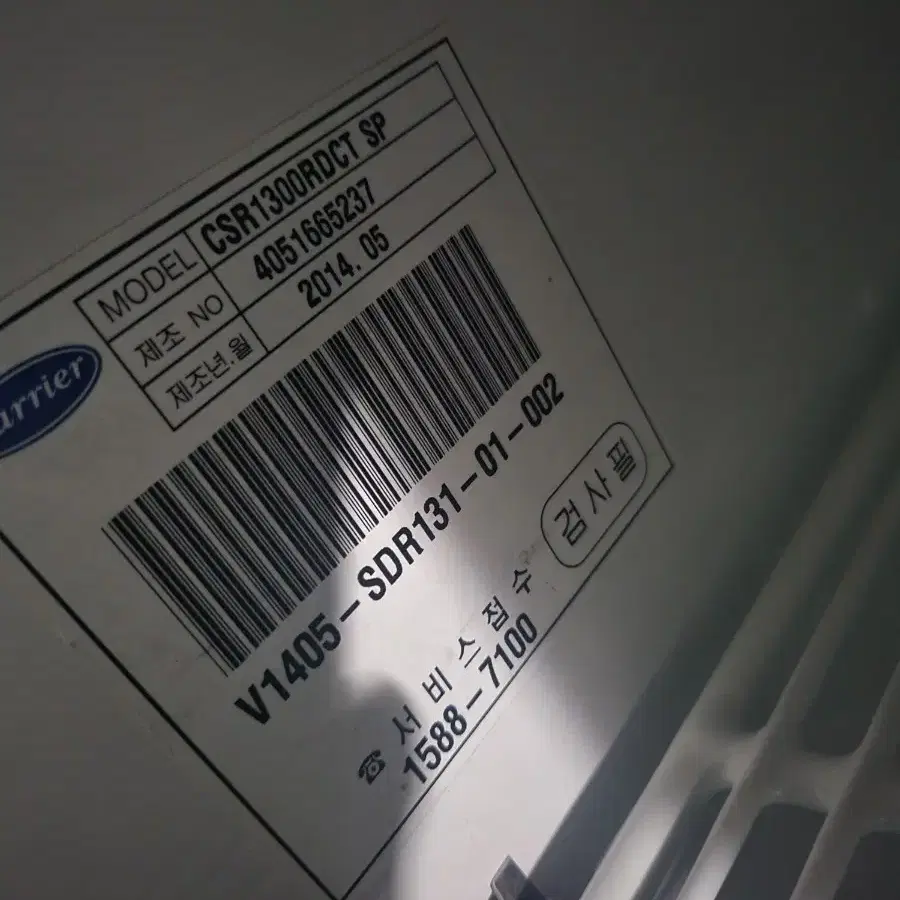 MODEL CSR1300RDCT SP
제조 NO 4051665237
제조년.월 2014. 05
arrier
V1405-SDR131-01-002
검사필
☎ 서비스접수
1588-7100